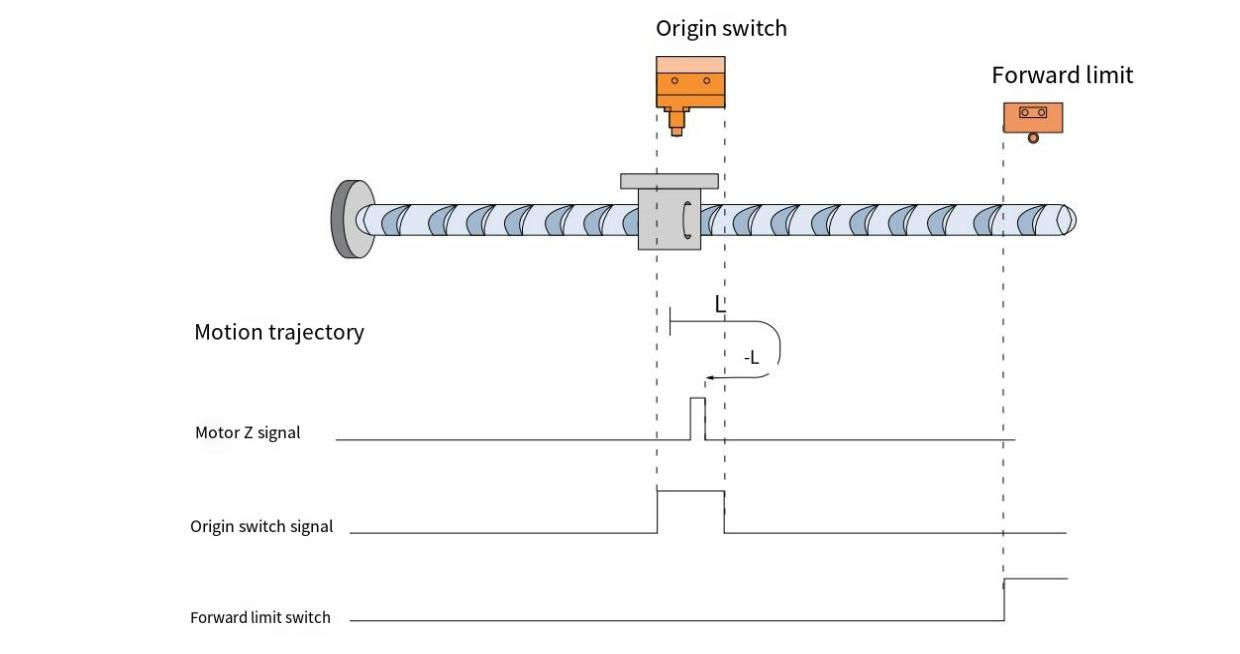 Origin switch
Forward limit
L
Motion trajectory
-L
Motor Z signal
Origin switch signal
Forward limit switch